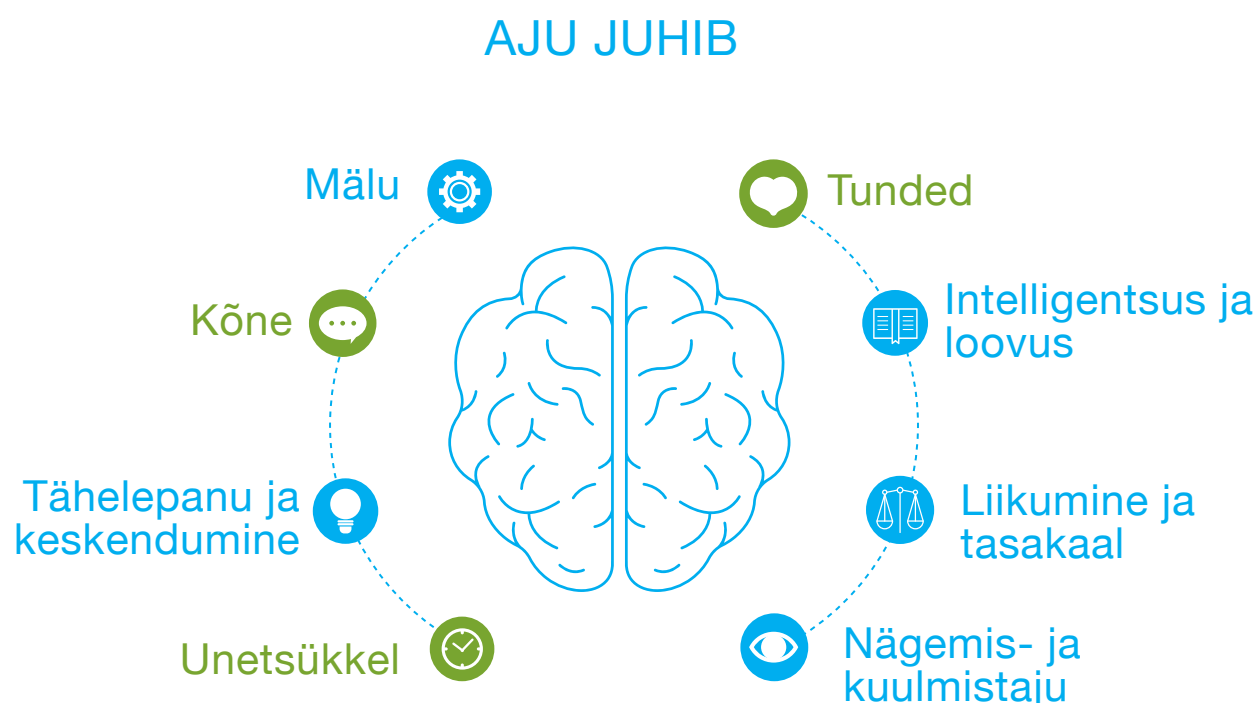 AJU JUHIB
Mälu
Kõne
Tähelepanu ja
keskendumine
Unetsükkel
Tunded
Intelligentsus ja
loovus
Liikumine ja
tasakaal
Nägemis- ja
kuulmistaju